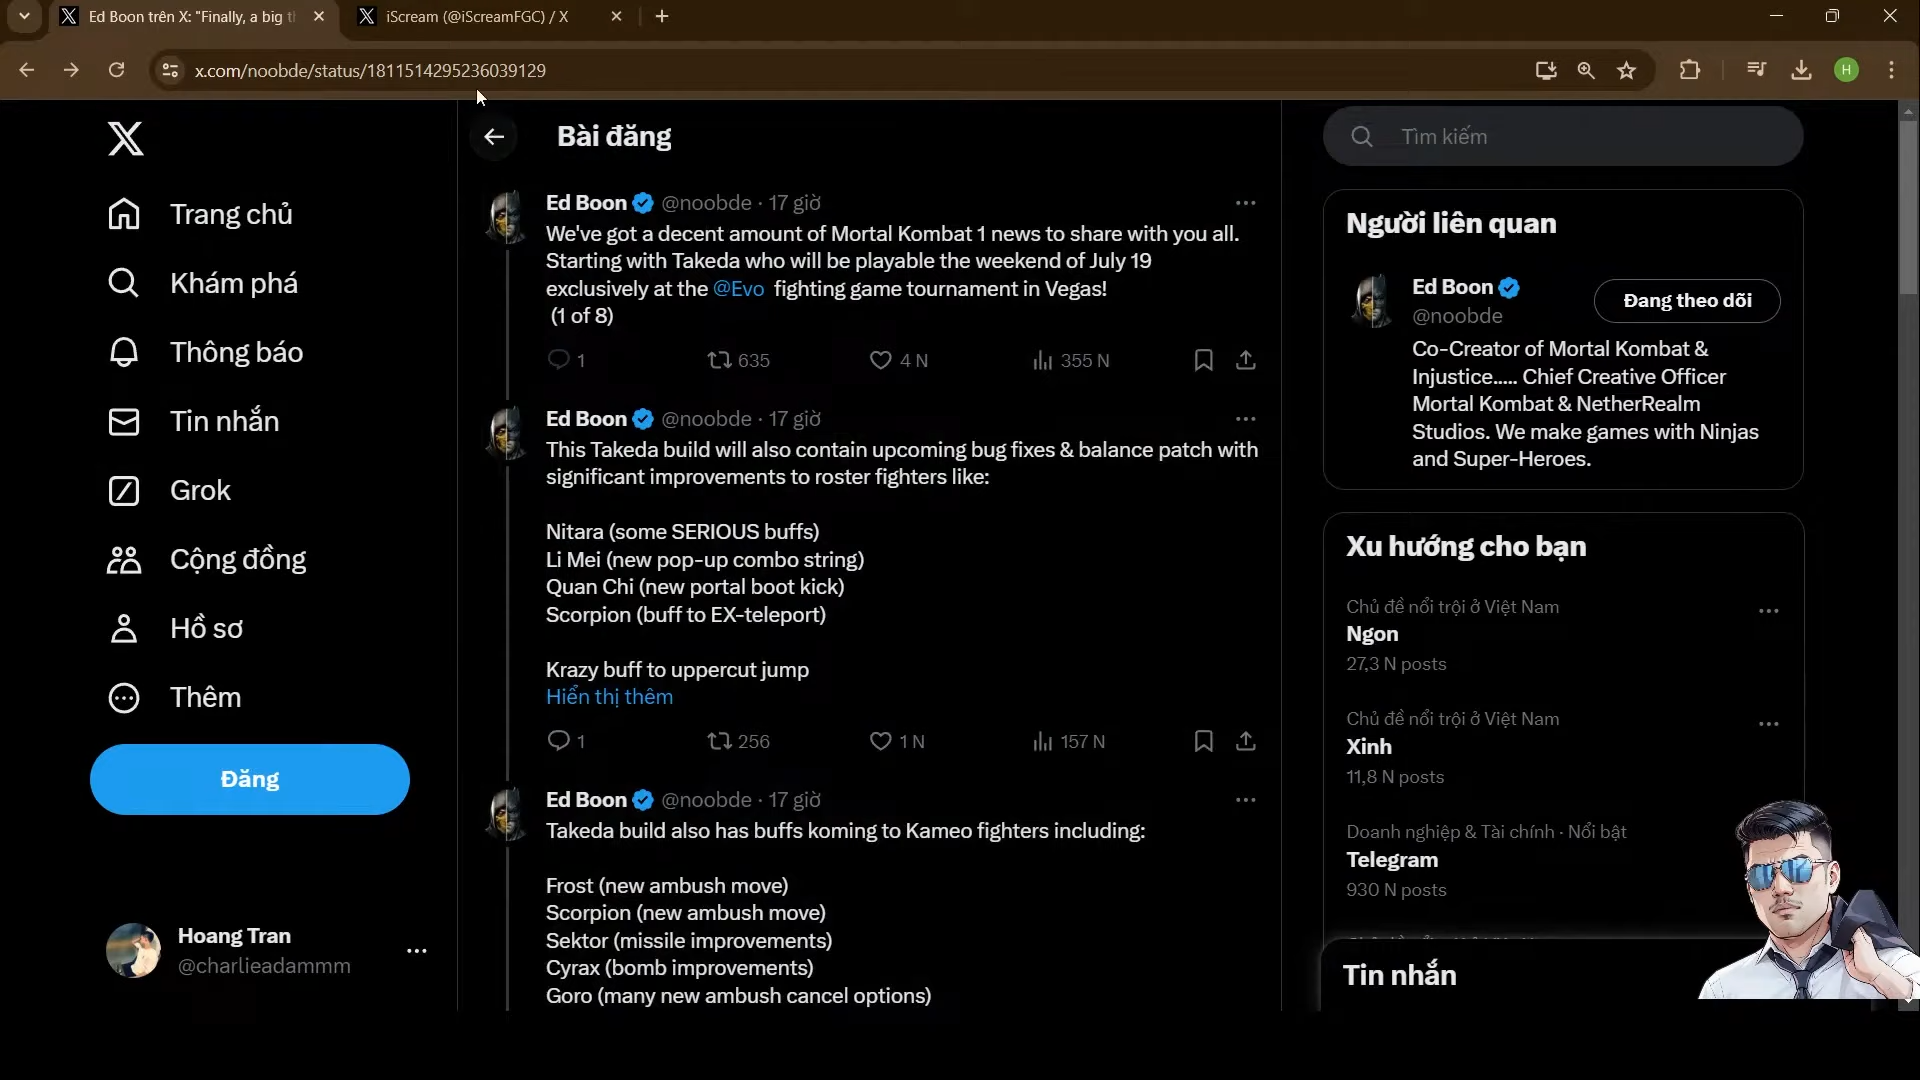 Ed Boon trên X: "Finally, a big t
iScream (@iScreamFGC) / X
x.com/noobde/status/1811514295236039129
H
Trang chủ
Khám phá
Thông báo
Tin nhắn
Grok
Cộng đồng
Hồ sơ
Thêm
Đăng
Hoang Tran
@charlieadammm
Bài đăng
Ed Boon @noobde · 17 giờ
We've got a decent amount of Mortal Kombat 1 news to share with you all.
Starting with Takeda who will be playable the weekend of July 19
exclusively at the @Evo fighting game tournament in Vegas!
(1 of 8)
1 635 4 N 355 N
Ed Boon @noobde · 17 giờ
This Takeda build will also contain upcoming bug fixes & balance patch with
significant improvements to roster fighters like:
Nitara (some SERIOUS buffs)
Li Mei (new pop-up combo string)
Quan Chi (new portal boot kick)
Scorpion (buff to EX-teleport)
Krazy buff to uppercut jump
Hiển thị thêm
1 256 1 N 157 N
Ed Boon @noobde · 17 giờ
Takeda build also has buffs koming to Kameo fighters including:
Frost (new ambush move)
Scorpion (new ambush move)
Sektor (missile improvements)
Cyrax (bomb improvements)
Goro (many new ambush cancel options)
Tìm kiếm
Người liên quan
Ed Boon
@noobde
Đang theo dõi
Co-Creator of Mortal Kombat &
Injustice..... Chief Creative Officer
Mortal Kombat & NetherRealm
Studios. We make games with Ninjas
and Super-Heroes.
Xu hướng cho bạn
Chủ đề nổi trội ở Việt Nam
Ngon
27,3 N posts
Chủ đề nổi trội ở Việt Nam
Xinh
11,8 N posts
Doanh nghiệp & Tài chính · Nổi bật
Telegram
930 N posts
Tin nhắn